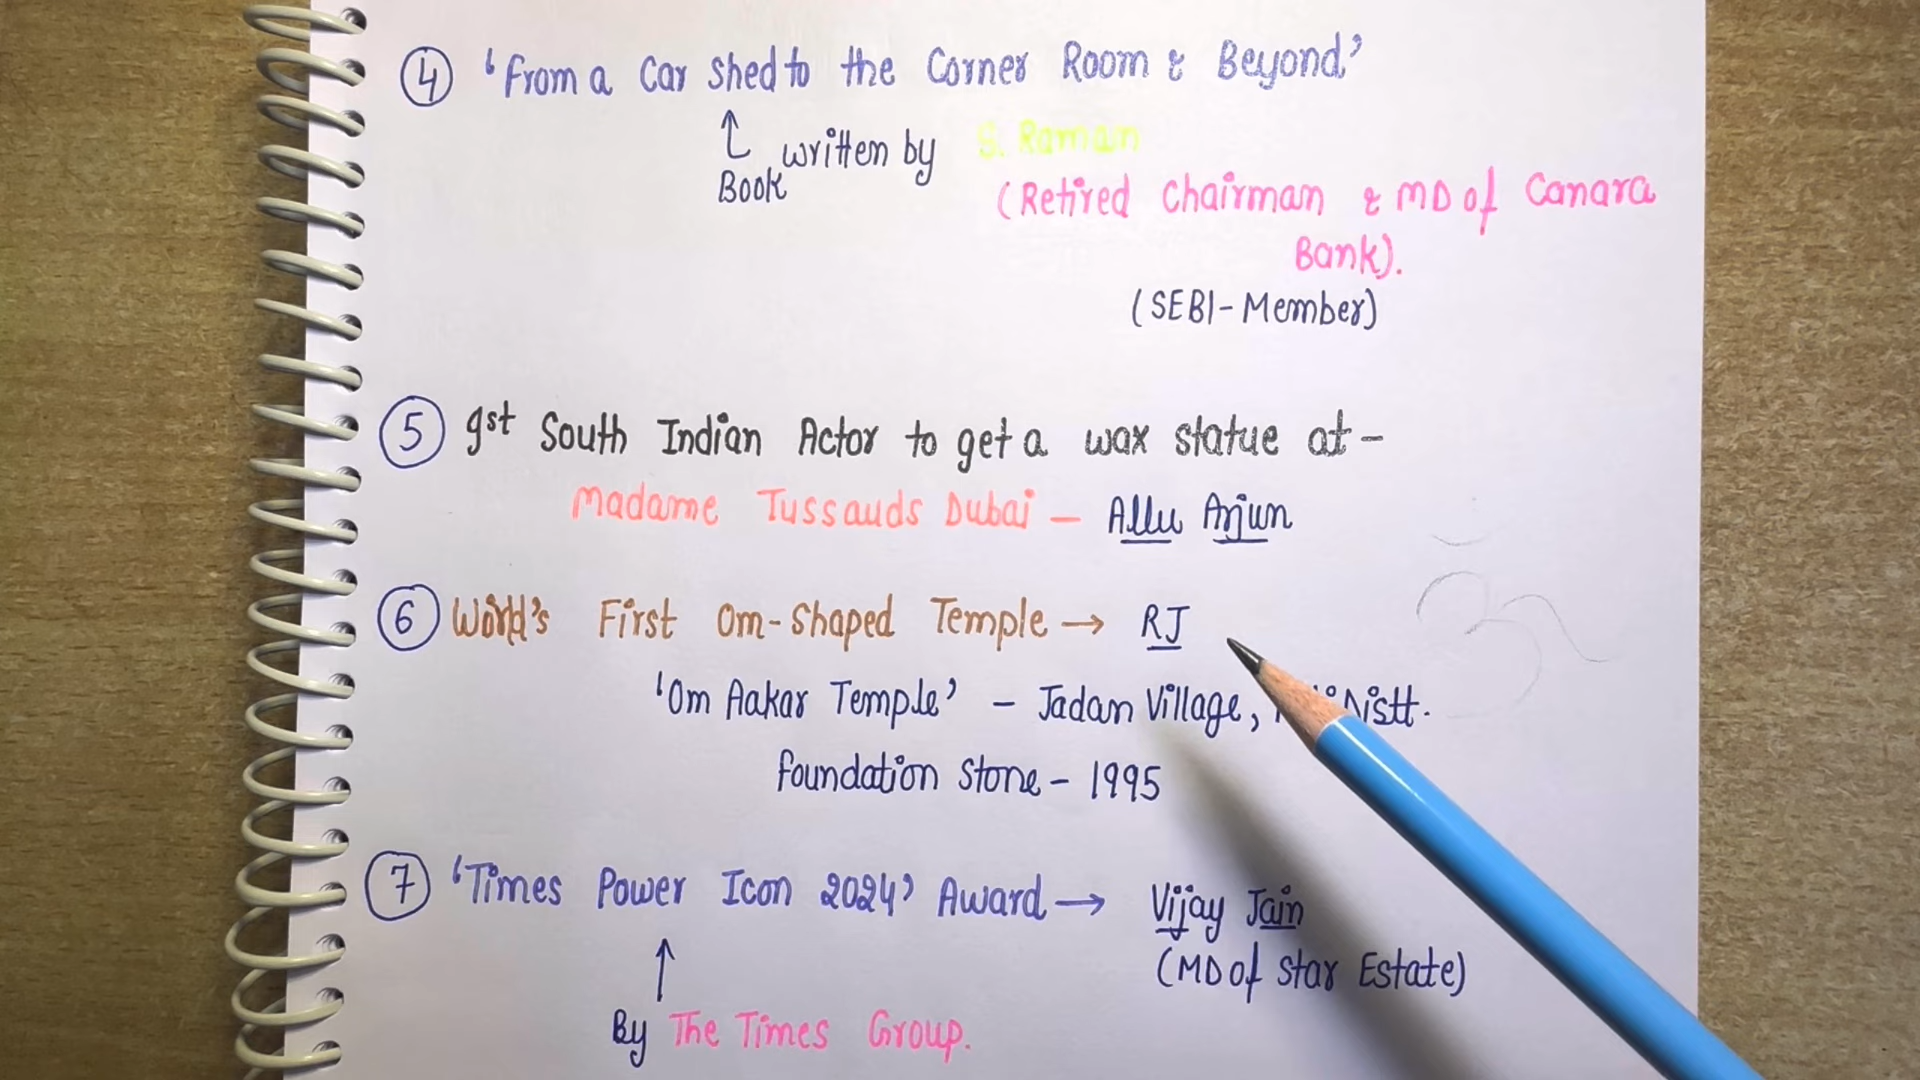 4 'From a Car Shed to the Corner Room & Beyond'
Book written by S. Raman
(Retired Chairman & MD of Canara
Bank).
(SEBI-Member)
5 1st South Indian Actor to get a wax statue at-
Madame Tussauds Dubai - Allu Arjun
6 World's First Om-Shaped Temple → RJ
'Om Aakar Temple' - Jadan Village, Distt.
Foundation Stone - 1995
7 'Times Power Icon 2024' Award → Vijay Jain
(MD of Star Estate)
By The Times Group.